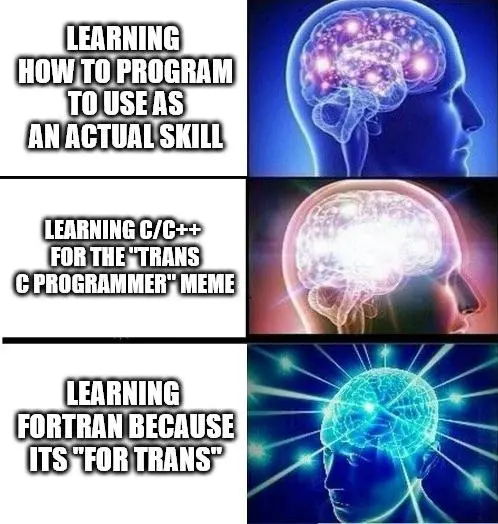 LEARNING
HOW TO PROGRAM
TO USE AS
AN ACTUAL SKILL
LEARNING C/C++
FOR THE "TRANS
C PROGRAMMER" MEME
LEARNING
FORTRAN BECAUSE
ITS "FOR TRANS"